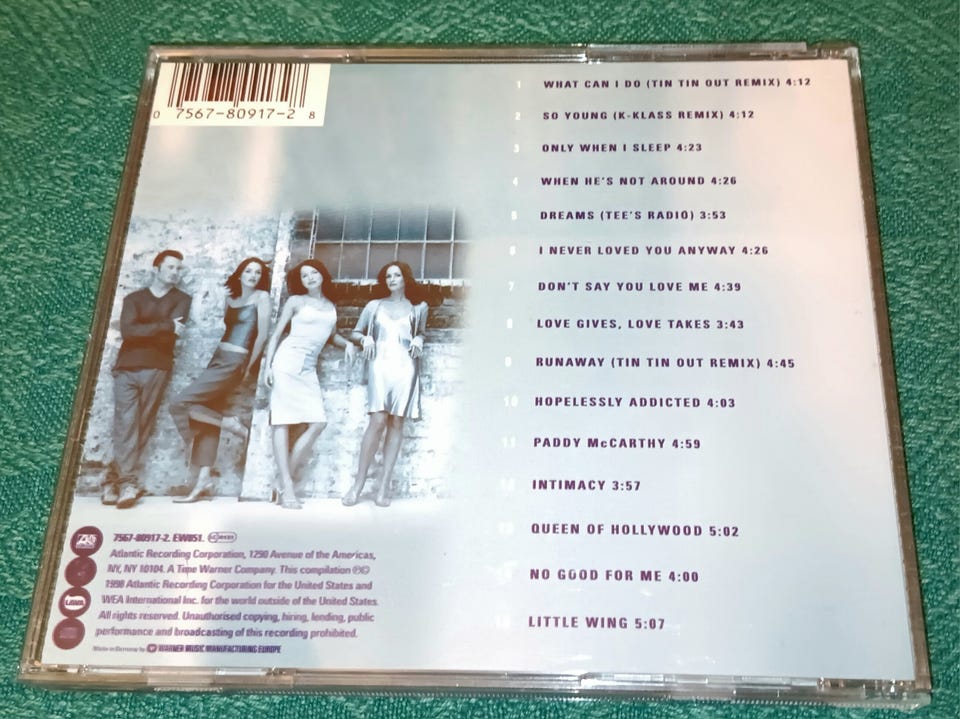 0 7567-80917-2 8
1 WHAT CAN I DO (TIN TIN OUT REMIX) 4:12
2 SO YOUNG (K-KLASS REMIX) 4:12
3 ONLY WHEN I SLEEP 4:23
4 WHEN HE'S NOT AROUND 4:26
5 DREAMS (TEE'S RADIO) 3:53
6 I NEVER LOVED YOU ANYWAY 4:26
7 DON'T SAY YOU LOVE ME 4:39
8 LOVE GIVES, LOVE TAKES 3:43
9 RUNAWAY (TIN TIN OUT REMIX) 4:45
10 HOPELESSLY ADDICTED 4:03
11 PADDY McCARTHY 4:59
12 INTIMACY 3:57
13 QUEEN OF HOLLYWOOD 5:02
NO GOOD FOR ME 4:00
15 LITTLE WING 5:07
7567-80917-2. EW851.
Atlantic Recording Corporation, 1290 Avenue of the Americas,
NY, NY 10104. A Time Warner Company. This compilation ℗©
1998 Atlantic Recording Corporation for the United States and
WEA International Inc. for the world outside of the United States.
All rights reserved. Unauthorised copying, hiring, lending, public
performance and broadcasting of this recording prohibited.
Made in Germany by WARNER MUSIC MANUFACTURING EUROPE
LAVA